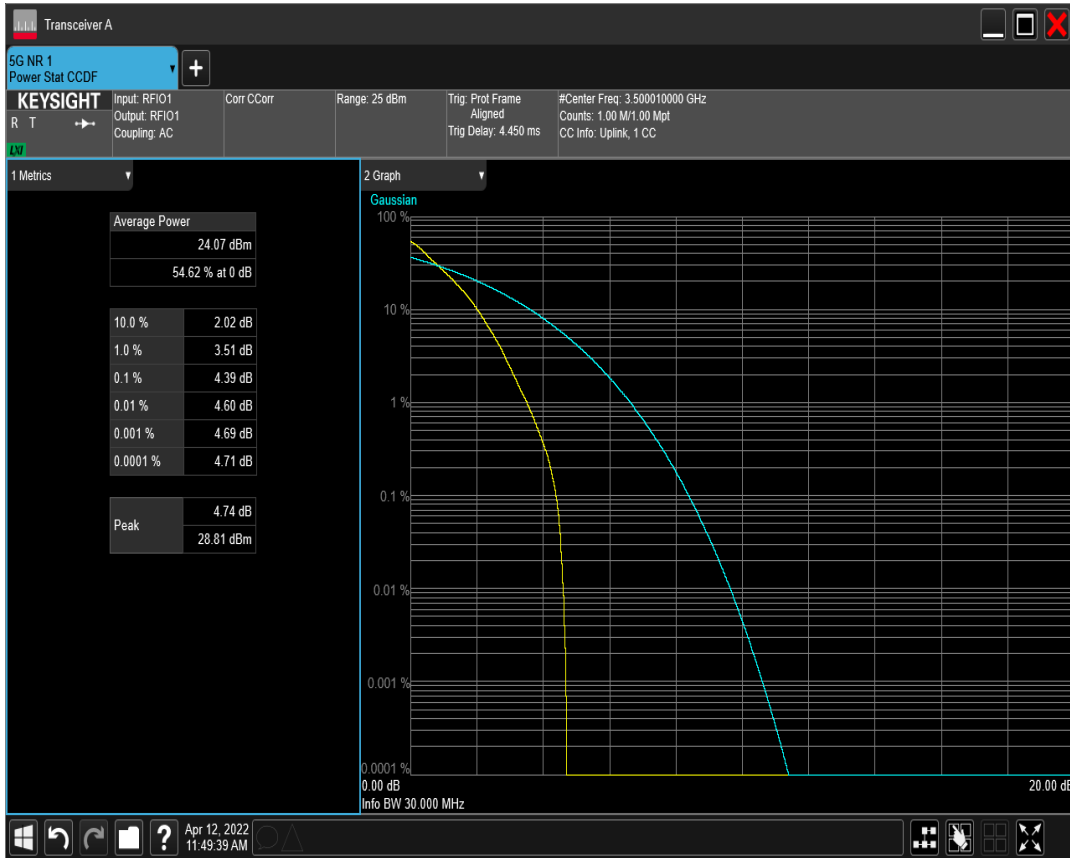 Transceiver A
5G NR 1
Power Stat CCDF
KEYSIGHT
R T
LXI
Input: RFIO1
Output: RFIO1
Coupling: AC
Corr CCorr
Range: 25 dBm
Trig: Prot Frame
Aligned
Trig Delay: 4.450 ms
#Center Freq: 3.500010000 GHz
Counts: 1.00 M/1.00 Mpt
CC Info: Uplink, 1 CC
1 Metrics
Average Power
24.07 dBm
54.62 % at 0 dB
10.0 % 2.02 dB
1.0 % 3.51 dB
0.1 % 4.39 dB
0.01 % 4.60 dB
0.001 % 4.69 dB
0.0001 % 4.71 dB
Peak
4.74 dB
28.81 dBm
2 Graph
Gaussian
100 %
10 %
1 %
0.1 %
0.01 %
0.001 %
0.0001 %
0.00 dB 20.00 dB
Info BW 30.000 MHz
?
Apr 12, 2022
11:49:39 AM